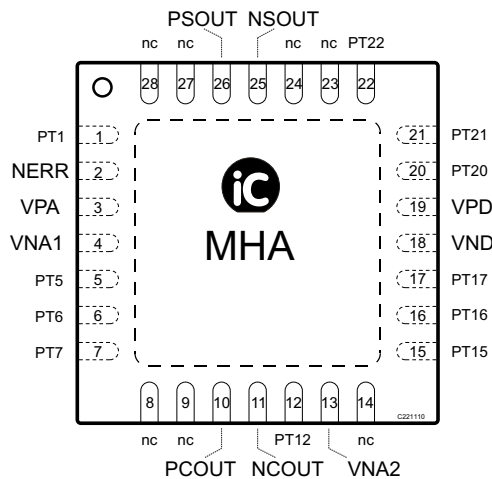 PSOUT NSOUT
nc nc nc nc PT22
28 27 26 25 24 23 22
PT1 1 21 PT21
NERR 2 20 PT20
VPA 3 19 VPD
VNA1 4 18 VND
PT5 5 17 PT17
PT6 6 16 PT16
PT7 7 15 PT15
iC
MHA
8 9 10 11 12 13 14
C221110
nc nc PT12 nc
PCOUT NCOUT VNA2